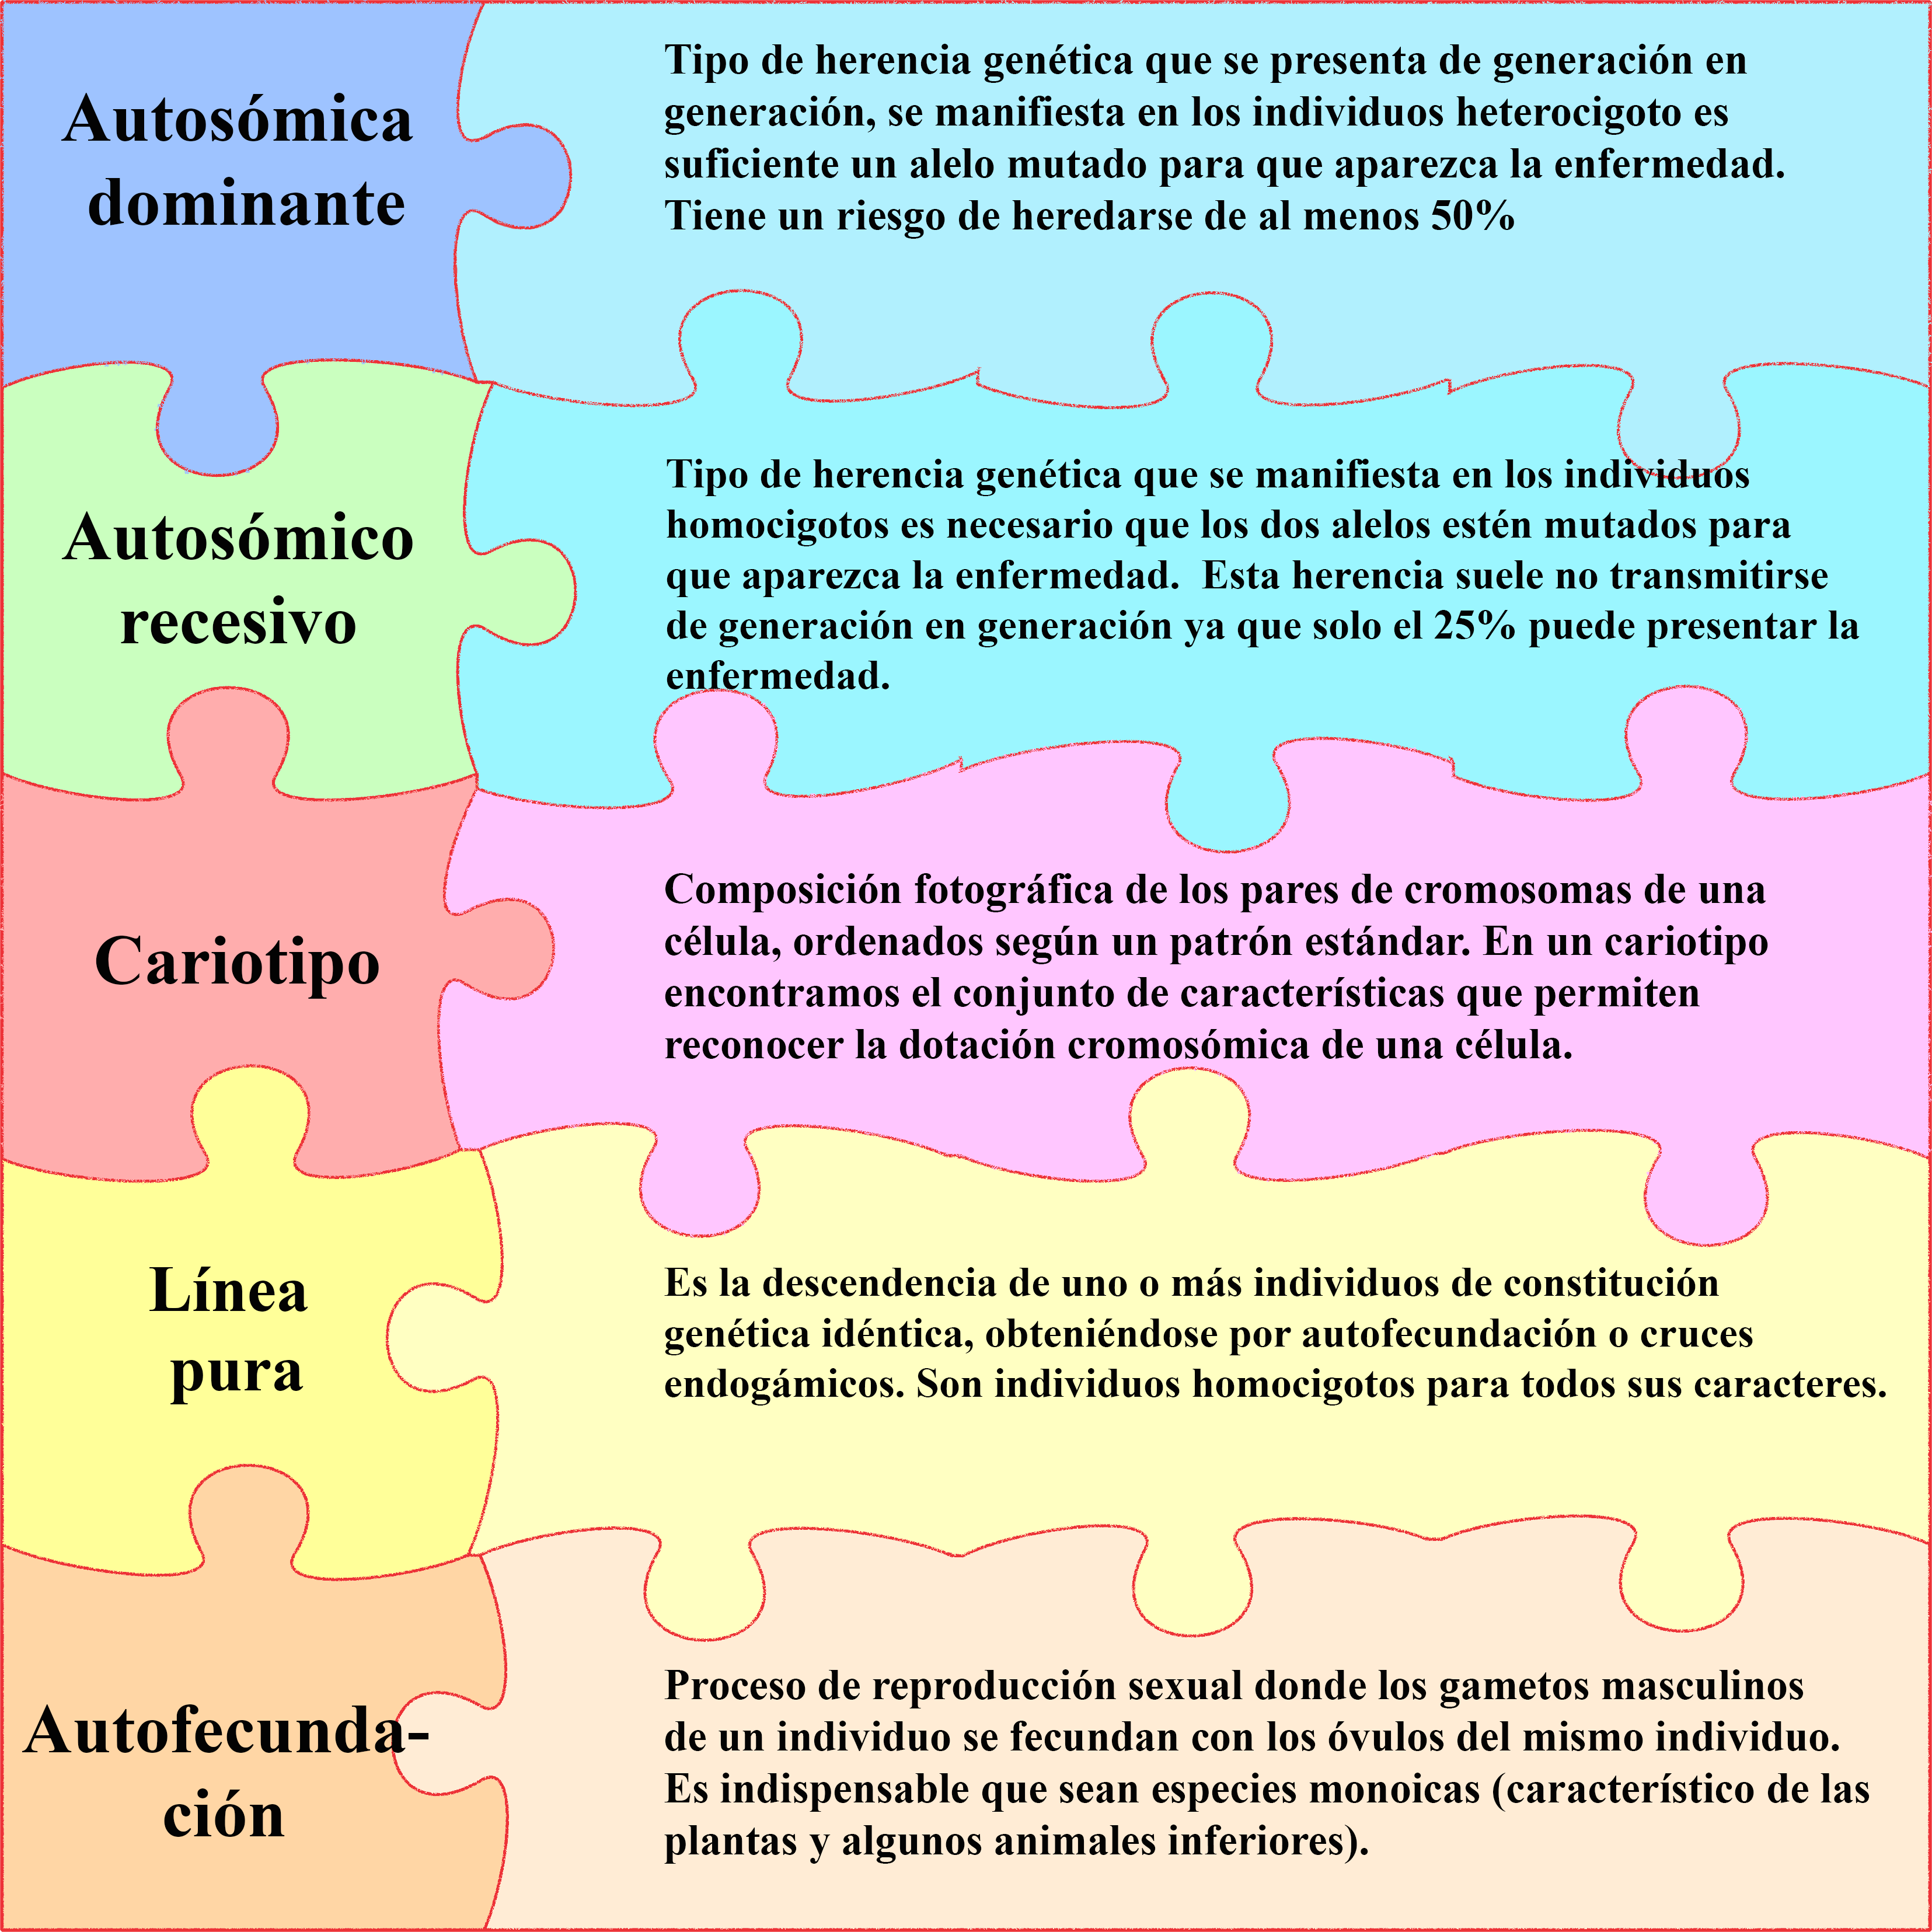 Autosómica
dominante
Tipo de herencia genética que se presenta de generación en
generación, se manifiesta en los individuos heterocigoto es
suficiente un alelo mutado para que aparezca la enfermedad.
Tiene un riesgo de heredarse de al menos 50%
Autosómico
recesivo
Tipo de herencia genética que se manifiesta en los individuos
homocigotos es necesario que los dos alelos estén mutados para
que aparezca la enfermedad.  Esta herencia suele no transmitirse
de generación en generación ya que solo el 25% puede presentar la
enfermedad.
Cariotipo
Composición fotográfica de los pares de cromosomas de una
célula, ordenados según un patrón estándar. En un cariotipo
encontramos el conjunto de características que permiten
reconocer la dotación cromosómica de una célula.
Línea
pura
Es la descendencia de uno o más individuos de constitución
genética idéntica, obteniéndose por autofecundación o cruces
endogámicos. Son individuos homocigotos para todos sus caracteres.
Autofecunda-
ción
Proceso de reproducción sexual donde los gametos masculinos
de un individuo se fecundan con los óvulos del mismo individuo.
Es indispensable que sean especies monoicas (característico de las
plantas y algunos animales inferiores).